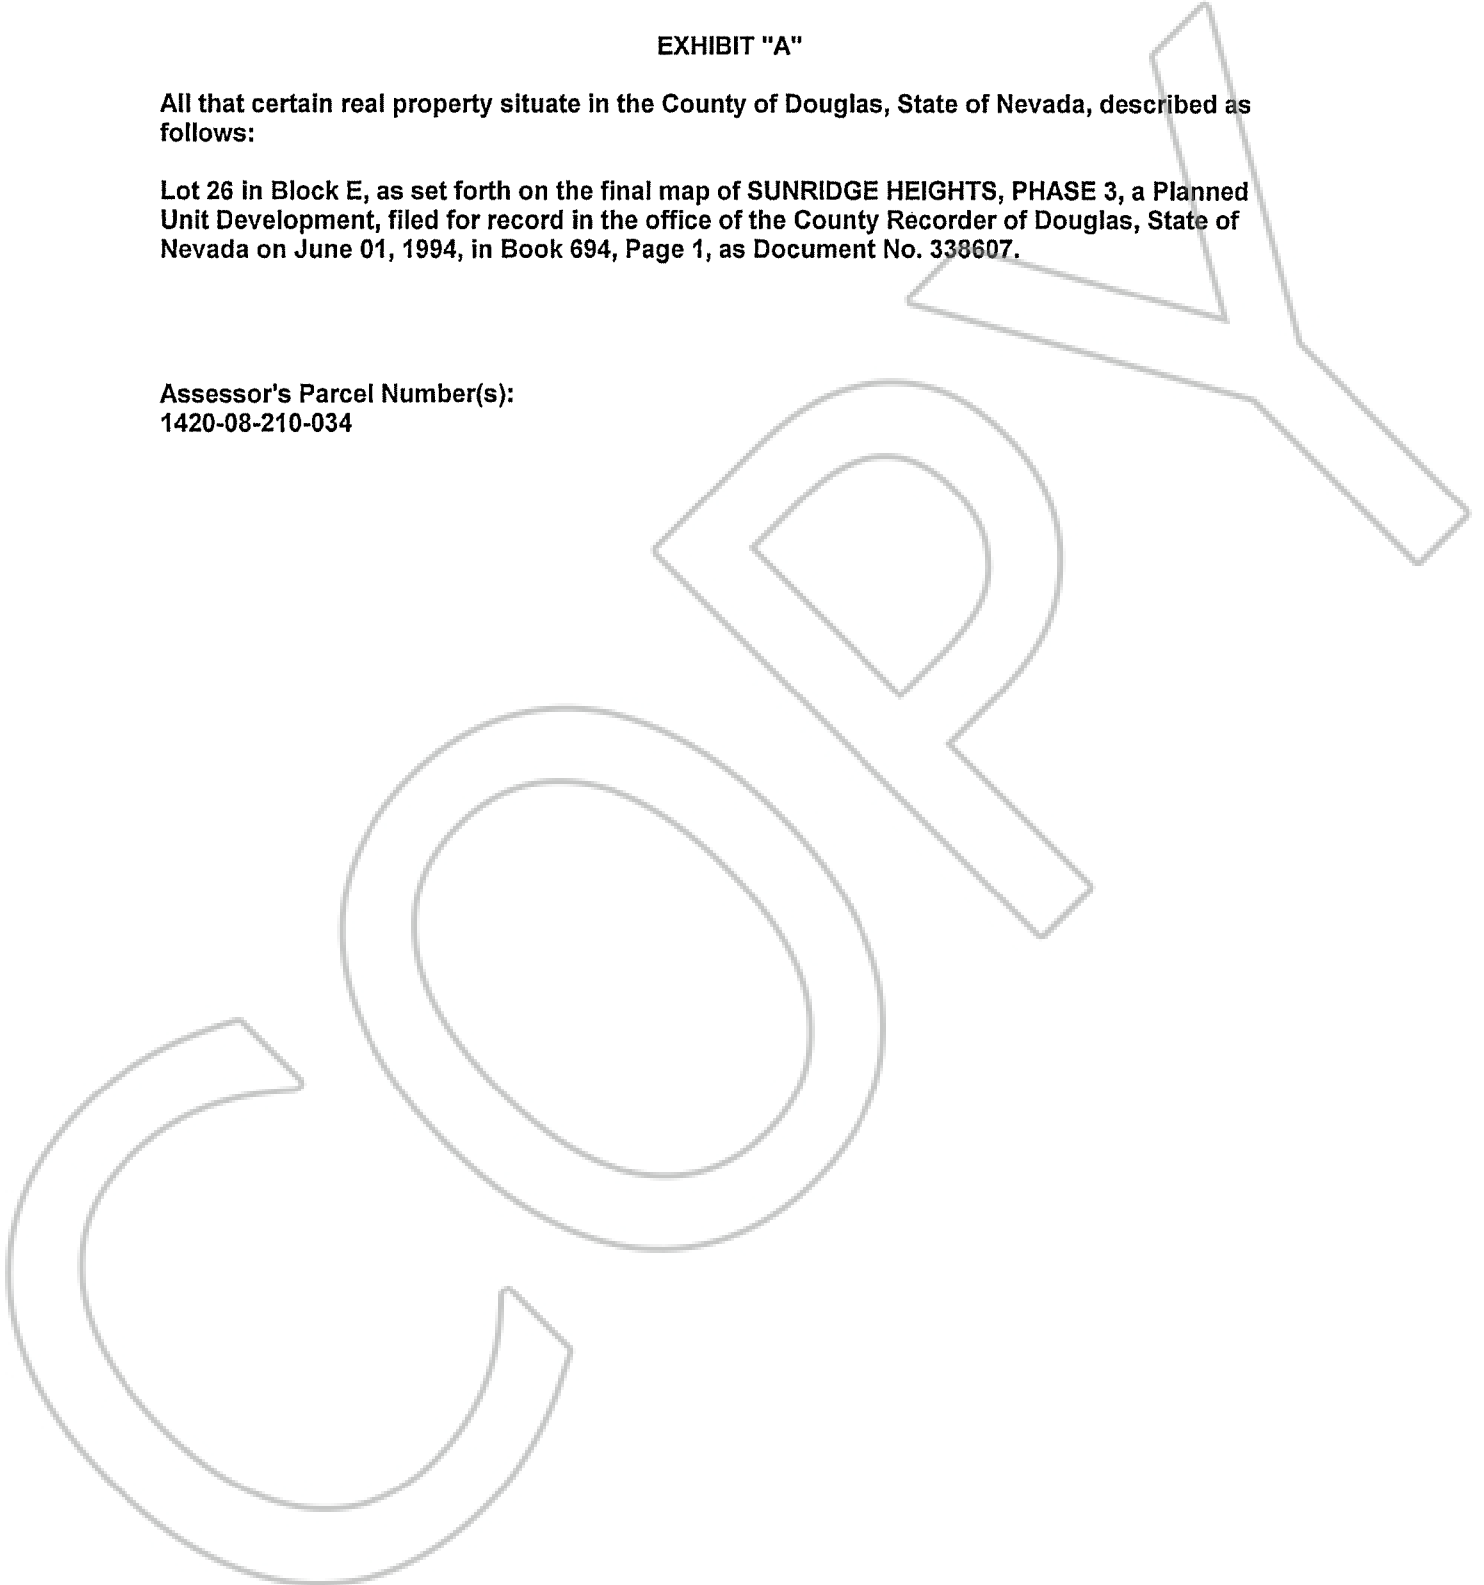 EXHIBIT "A"
All that certain real property situate in the County of Douglas, State of Nevada, described as
follows:
Lot 26 in Block E, as set forth on the final map of SUNRIDGE HEIGHTS, PHASE 3, a Planned
Unit Development, filed for record in the office of the County Recorder of Douglas, State of
Nevada on June 01, 1994, in Book 694, Page 1, as Document No. 338607.
Assessor's Parcel Number(s):
1420-08-210-034
COPY